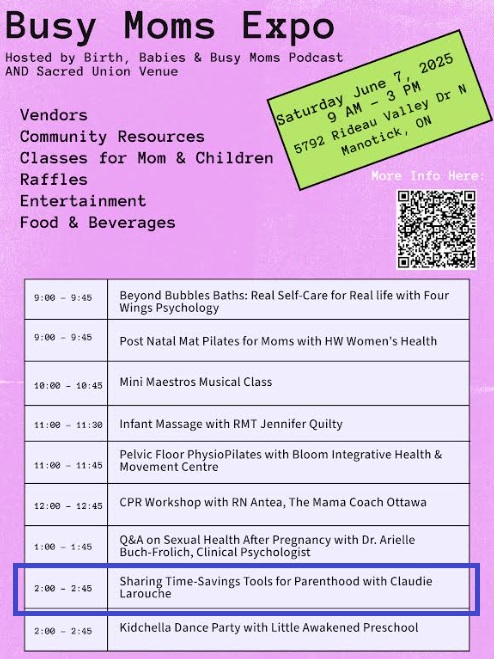 Busy Moms Expo
Hosted by Birth, Babies & Busy Moms Podcast
AND Sacred Union Venue
Saturday June 7, 2025
9 AM – 3 PM
5792 Rideau Valley Dr N
Manotick, ON
Vendors
Community Resources
Classes for Mom & Children
Raffles
Entertainment
Food & Beverages
More Info Here:
9:00 – 9:45 Beyond Bubbles Baths: Real Self-Care for Real life with Four
Wings Psychology
9:00 – 9:45 Post Natal Mat Pilates for Moms with HW Women's Health
10:00 – 10:45 Mini Maestros Musical Class
11:00 – 11:30 Infant Massage with RMT Jennifer Quilty
11:00 – 11:45 Pelvic Floor PhysioPilates with Bloom Integrative Health &
Movement Centre
12:00 – 12:45 CPR Workshop with RN Antea, The Mama Coach Ottawa
1:00 – 1:45 Q&A on Sexual Health After Pregnancy with Dr. Arielle
Buch-Frolich, Clinical Psychologist
2:00 – 2:45 Sharing Time-Savings Tools for Parenthood with Claudie
Larouche
2:00 – 2:45 Kidchella Dance Party with Little Awakened Preschool